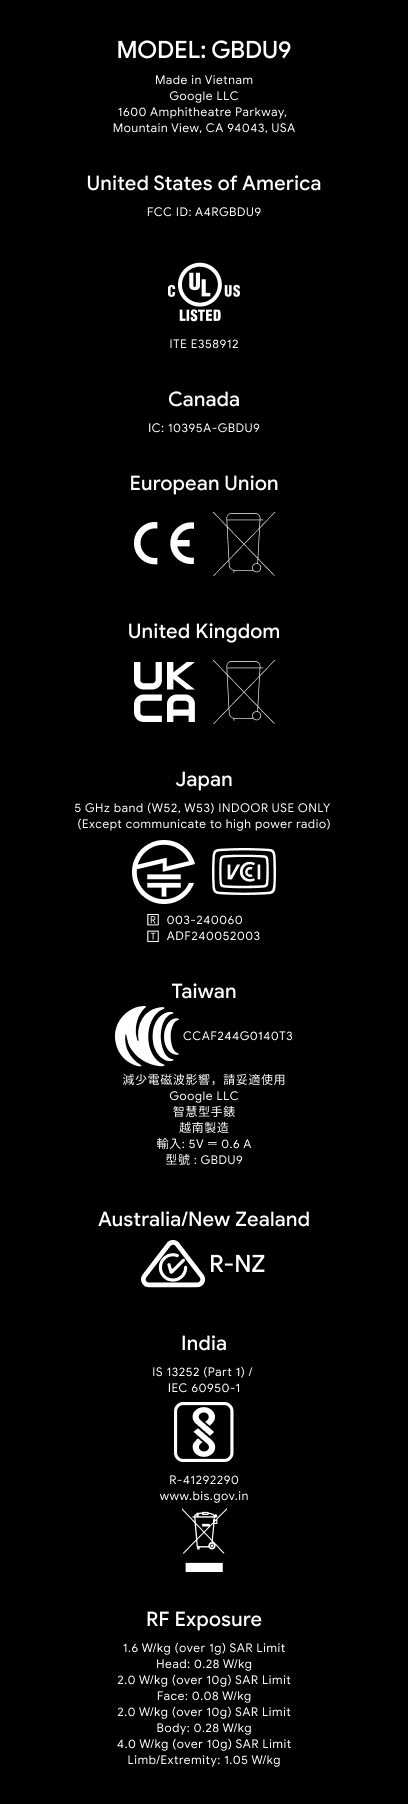 MODEL: GBDU9
Made in Vietnam
Google LLC
1600 Amphitheatre Parkway,
Mountain View, CA 94043, USA
United States of America
FCC ID: A4RGBDU9
C UL US
LISTED
ITE E358912
Canada
IC: 10395A-GBDU9
European Union
CE
United Kingdom
UK
CA
Japan
5 GHz band (W52, W53) INDOOR USE ONLY
(Except communicate to high power radio)
VCI
R 003-240060
T ADF240052003
Taiwan
CCAF244G0140T3
減少電磁波影響，請妥適使用
Google LLC
智慧型手錶
越南製造
輸入: 5V ⎓ 0.6 A
型號 : GBDU9
Australia/New Zealand
R-NZ
India
IS 13252 (Part 1) /
IEC 60950-1
R-41292290
www.bis.gov.in
RF Exposure
1.6 W/kg (over 1g) SAR Limit
Head: 0.28 W/kg
2.0 W/kg (over 10g) SAR Limit
Face: 0.08 W/kg
2.0 W/kg (over 10g) SAR Limit
Body: 0.28 W/kg
4.0 W/kg (over 10g) SAR Limit
Limb/Extremity: 1.05 W/kg